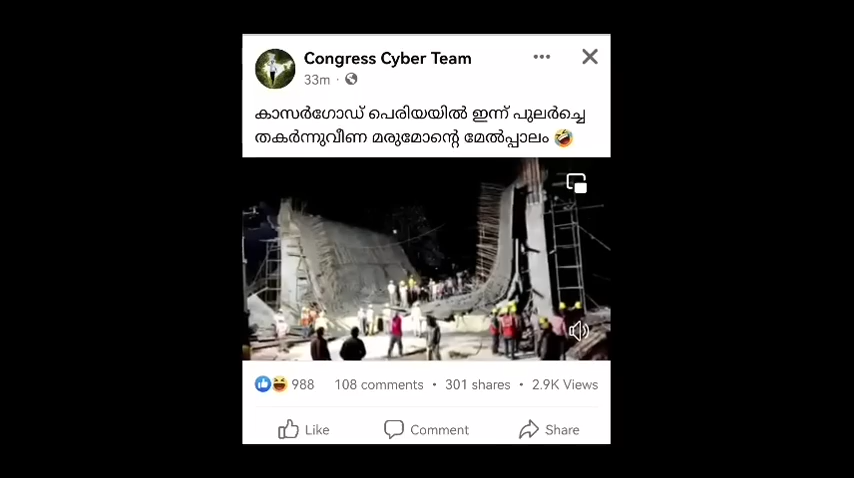 Congress Cyber Team
33m ·
കാസർഗോഡ് പെരിയയിൽ ഇന്ന് പുലർച്ചെ
തകർന്നുവീണ മരുമോന്റെ മേൽപ്പാലം 🤣
988 108 comments • 301 shares • 2.9K Views
Like Comment Share